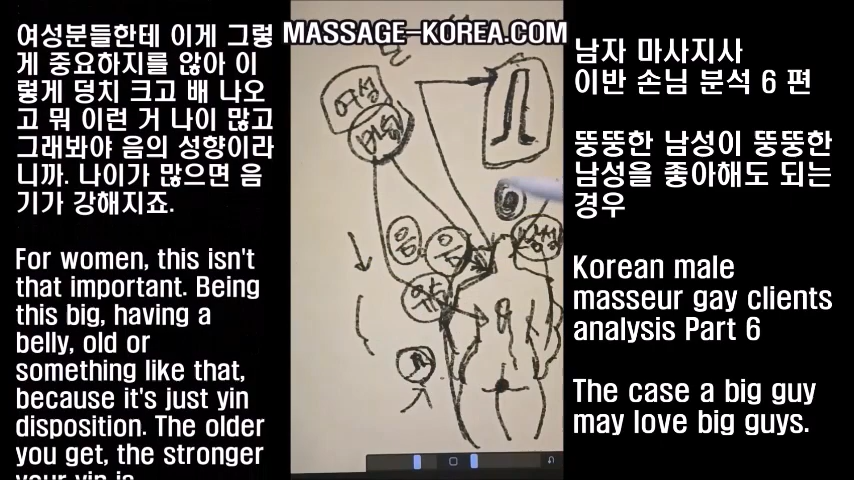 여성분들한테 이게 그렇
게 중요하지를 않아 이
렇게 덩치 크고 배 나오
고 뭐 이런 거 나이 많고
그래봐야 음의 성향이라
니까. 나이가 많으면 음
기가 강해지죠.
For women, this isn't
that important. Being
this big, having a
belly, old or
something like that,
because it's just yin
disposition. The older
you get, the stronger
your yin is
MASSAGE-KOREA.COM
여성
음
음
남성
남자 마사지사
이반 손님 분석 6 편
뚱뚱한 남성이 뚱뚱한
남성을 좋아해도 되는
경우
Korean male
masseur gay clients
analysis Part 6
The case a big guy
may love big guys.